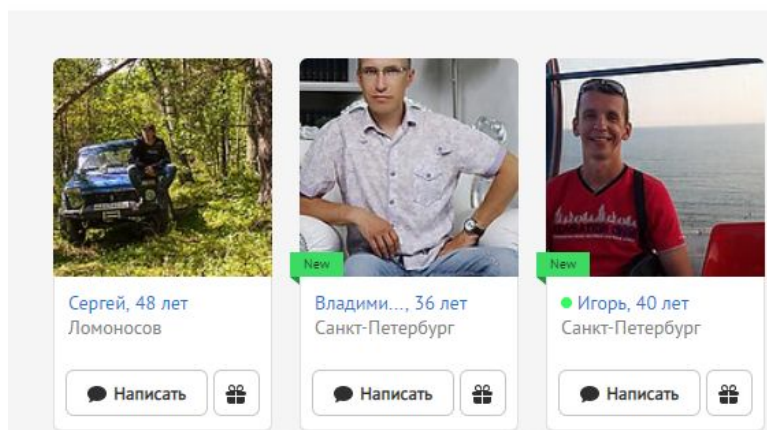 New
New
Сергей, 48 лет
Владими..., 36 лет
Игорь, 40 лет
Ломоносов
Санкт-Петербург
Санкт-Петербург
Написать
Написать
Написать